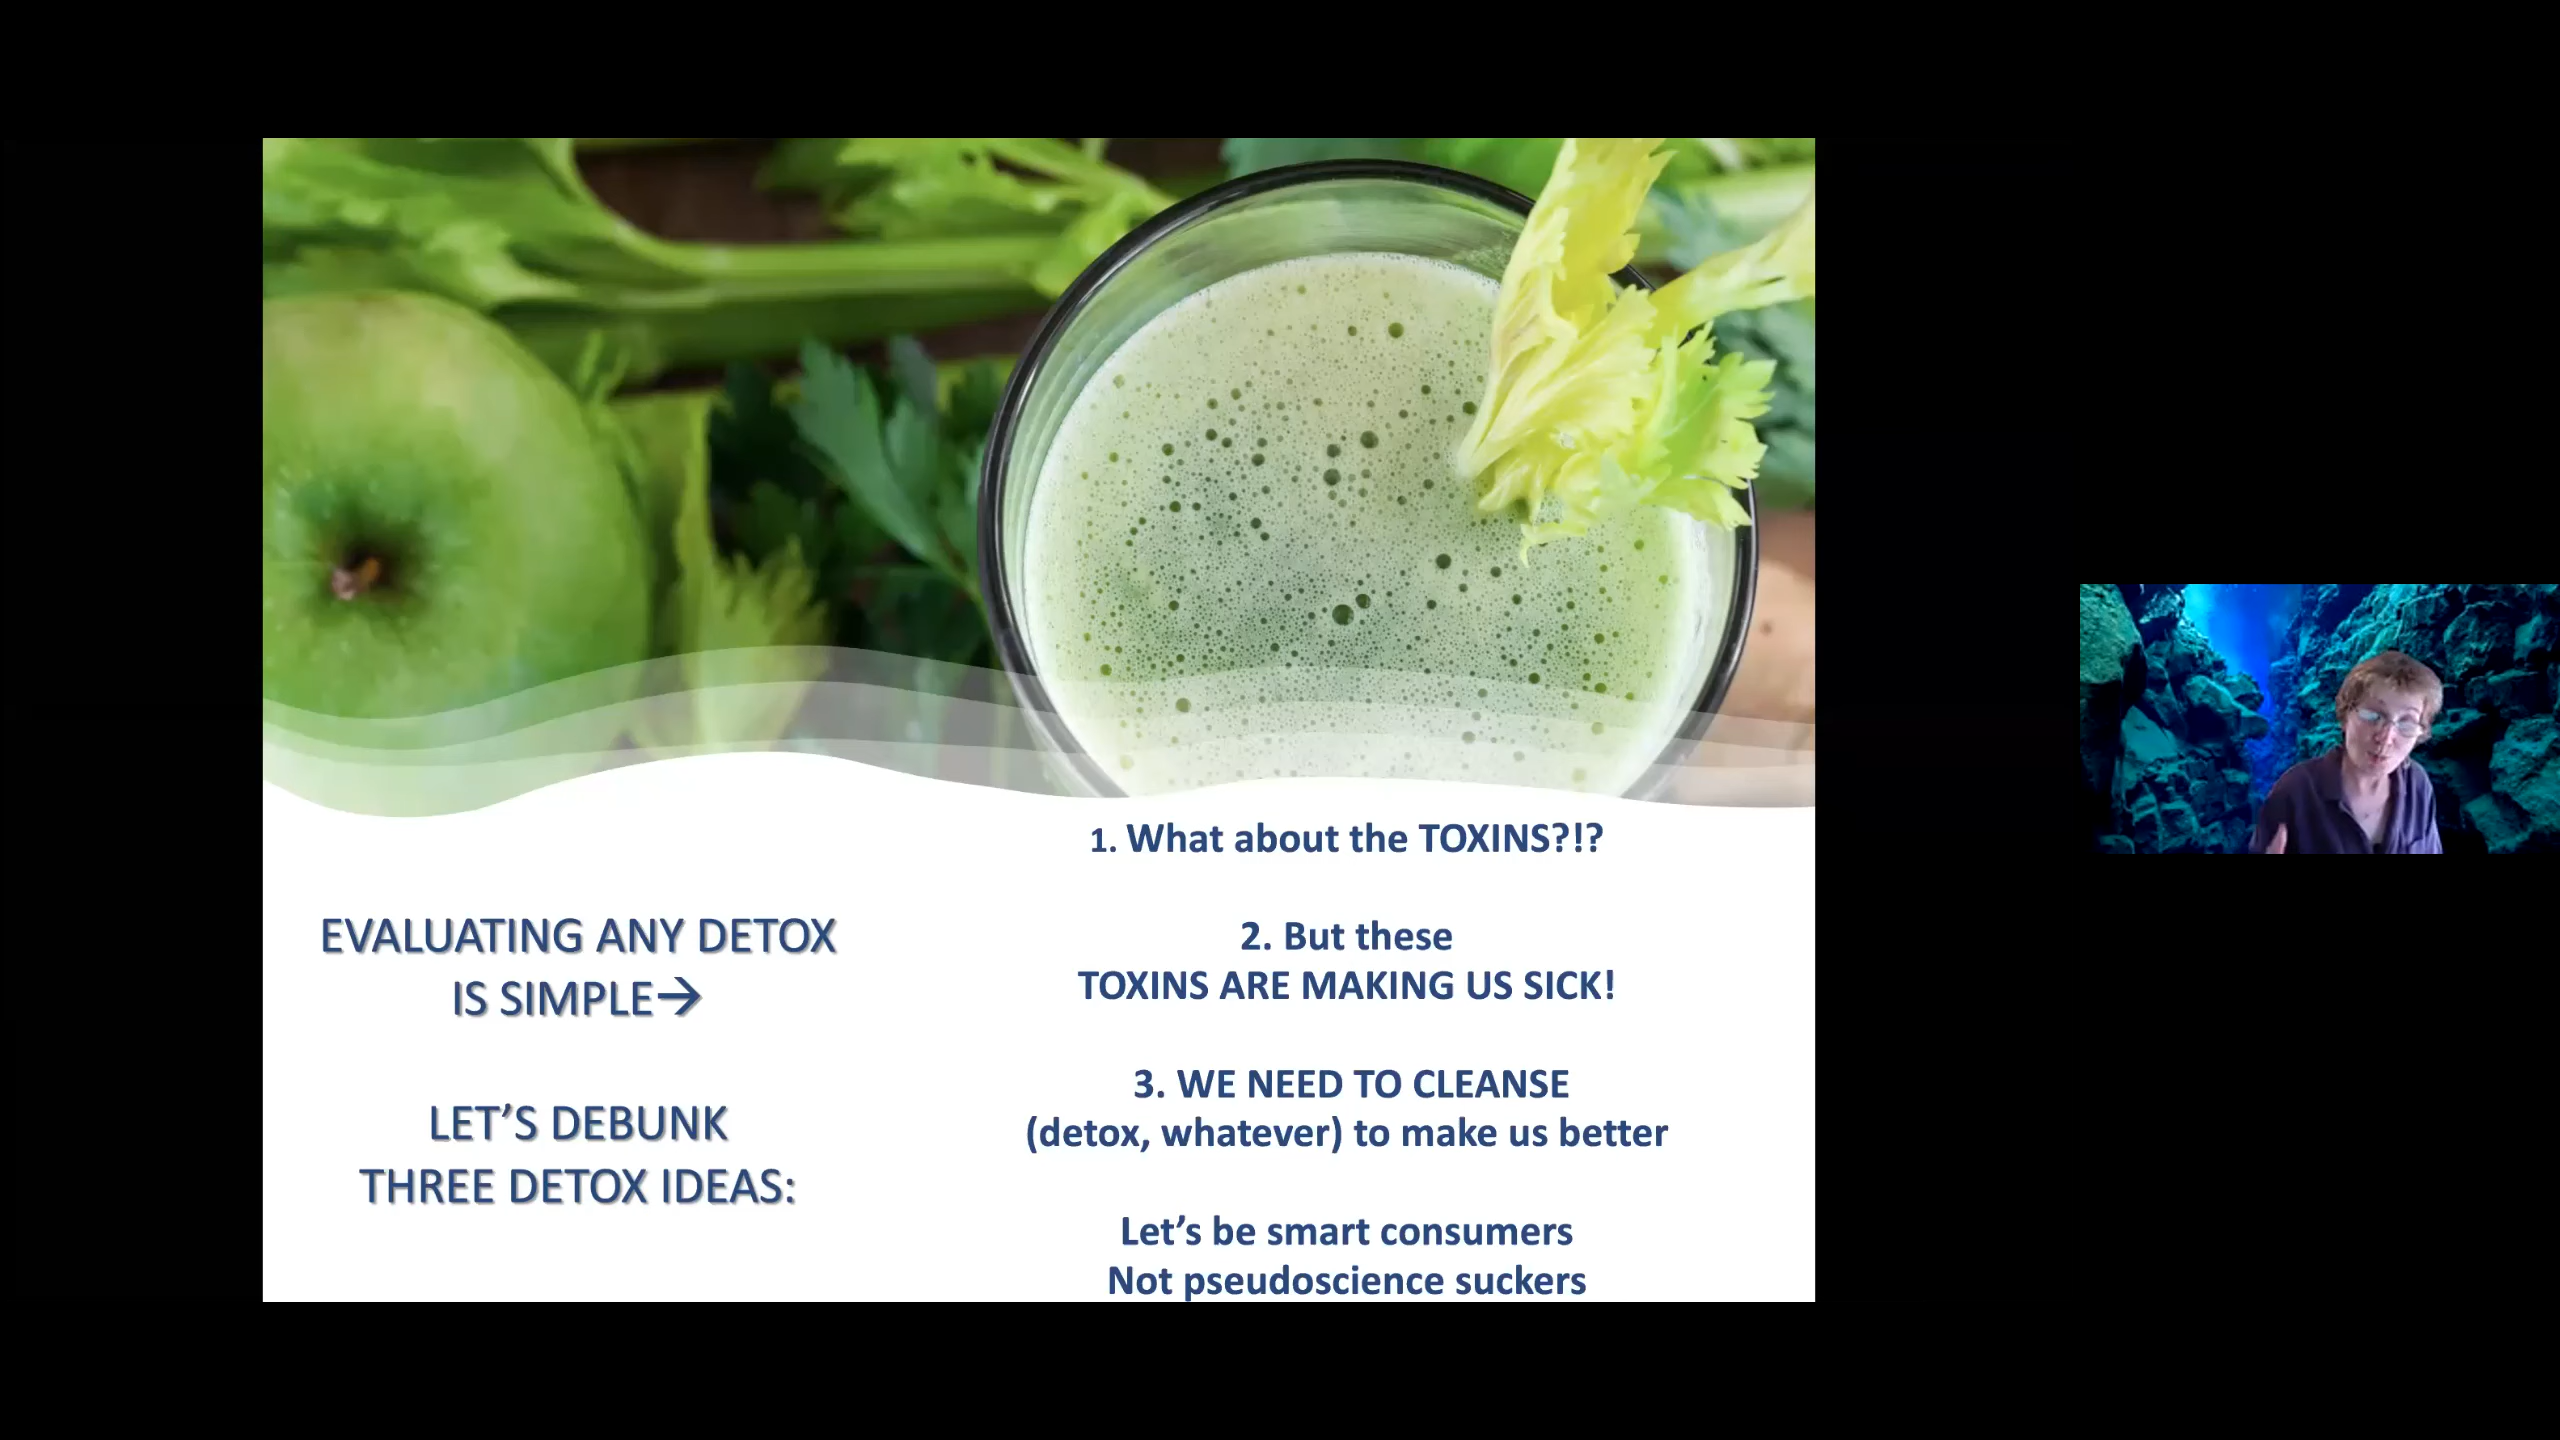 EVALUATING ANY DETOX
IS SIMPLE→
LET’S DEBUNK
THREE DETOX IDEAS:
1. What about the TOXINS?!?
2. But these
TOXINS ARE MAKING US SICK!
3. WE NEED TO CLEANSE
(detox, whatever) to make us better
Let’s be smart consumers
Not pseudoscience suckers